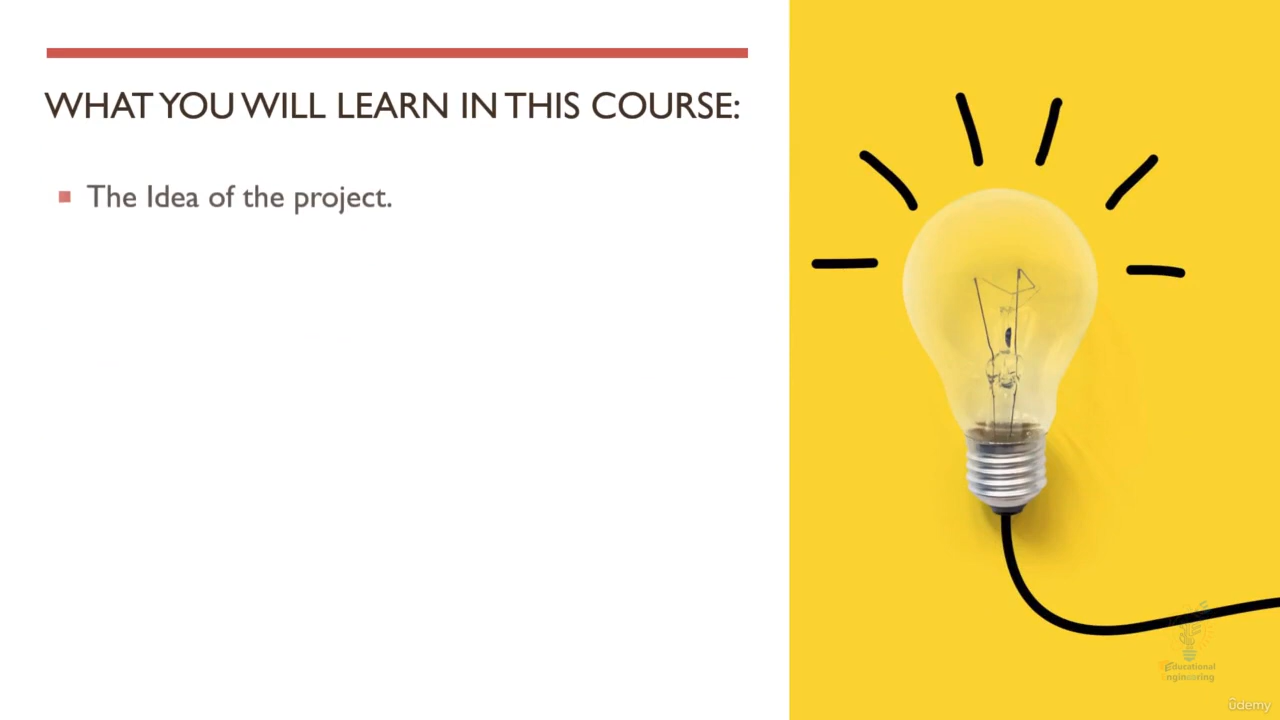 WHAT YOU WILL LEARN IN THIS COURSE:
The Idea of the project.
Educational
Engineering
ûdemy